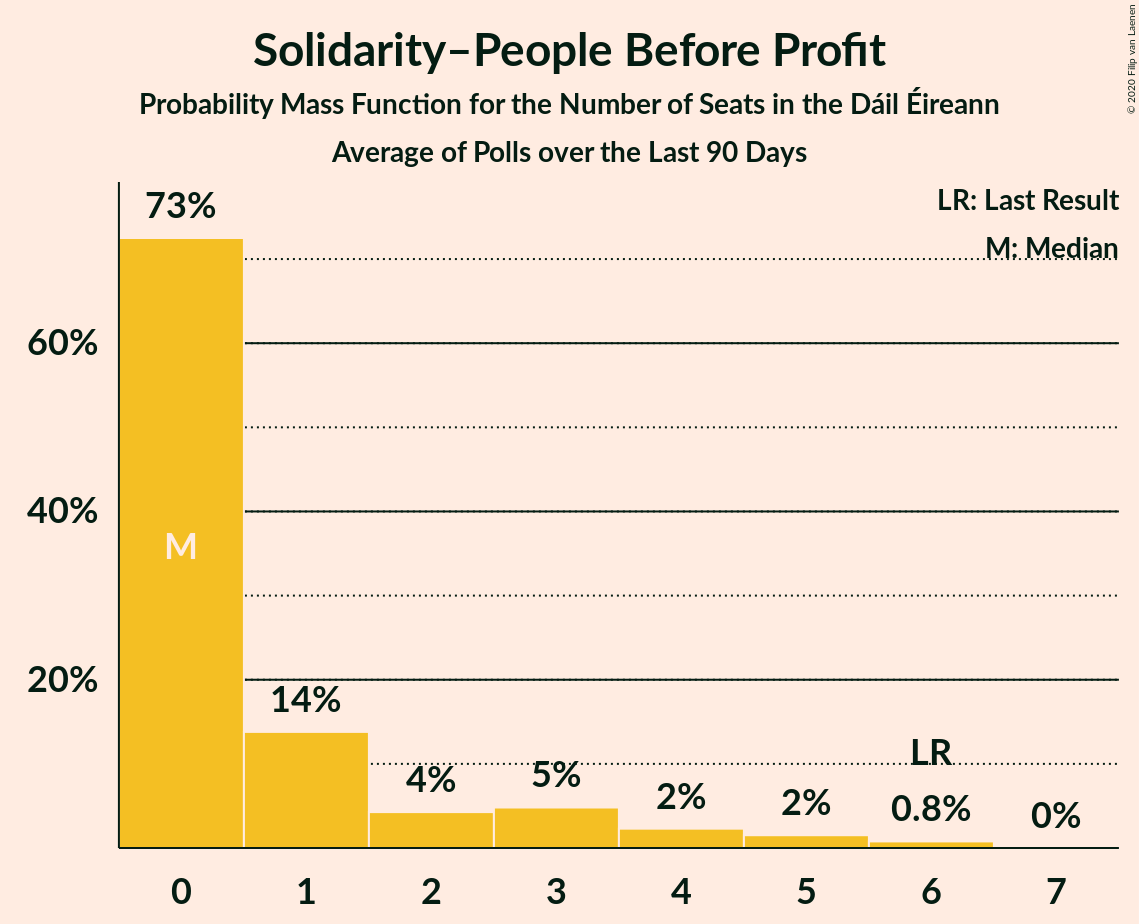 Solidarity–People Before Profit
Probability Mass Function for the Number of Seats in the Dáil Éireann
Average of Polls over the Last 90 Days
© 2020 Filip van Laenen
LR: Last Result
M: Median
73%
60%
40%
M
20%
14%
4%
5%
2%
2%
LR
0.8%
0%
0 1 2 3 4 5 6 7